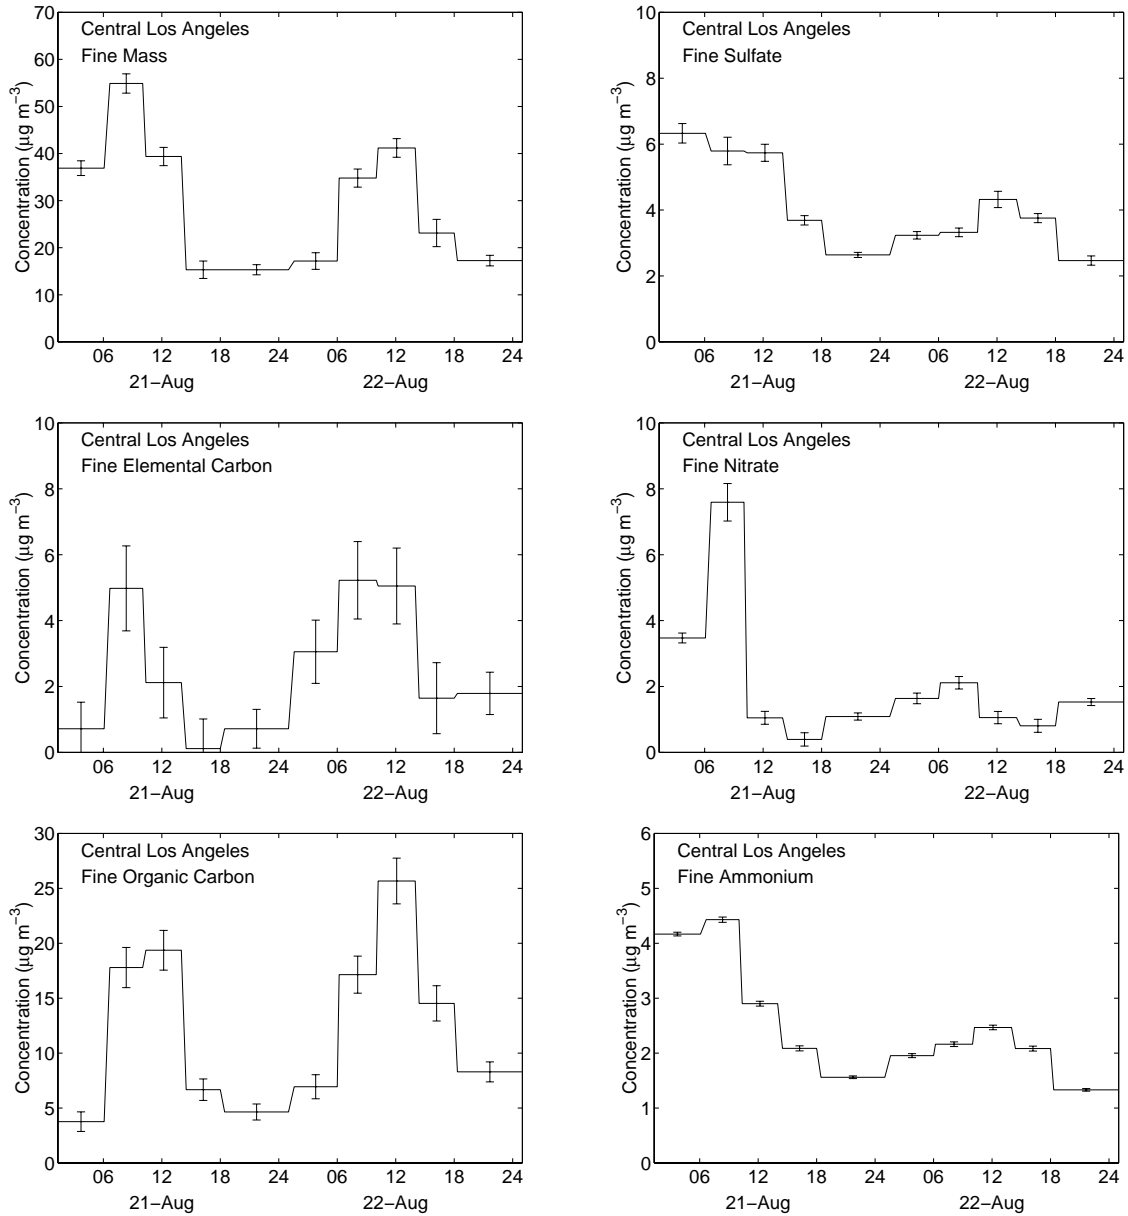 Central Los Angeles
Fine Mass
Concentration (µg m−3)
70
60
50
40
30
20
10
0
06 12 18 24 06 12 18 24
21−Aug 22−Aug
Central Los Angeles
Fine Sulfate
Concentration (µg m−3)
10
8
6
4
2
0
06 12 18 24 06 12 18 24
21−Aug 22−Aug
Central Los Angeles
Fine Elemental Carbon
Concentration (µg m−3)
10
8
6
4
2
0
06 12 18 24 06 12 18 24
21−Aug 22−Aug
Central Los Angeles
Fine Nitrate
Concentration (µg m−3)
10
8
6
4
2
0
06 12 18 24 06 12 18 24
21−Aug 22−Aug
Central Los Angeles
Fine Organic Carbon
Concentration (µg m−3)
30
25
20
15
10
5
0
06 12 18 24 06 12 18 24
21−Aug 22−Aug
Central Los Angeles
Fine Ammonium
Concentration (µg m−3)
6
5
4
3
2
1
0
06 12 18 24 06 12 18 24
21−Aug 22−Aug